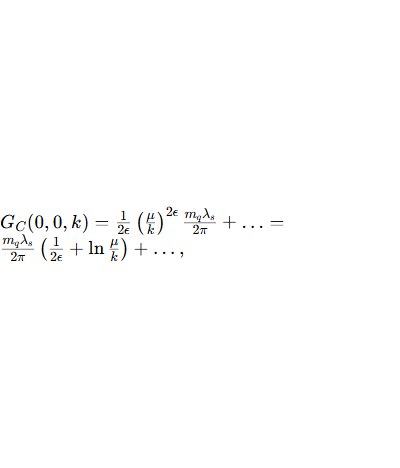 $G_C(0,0,k) = \frac{1}{2\epsilon} \left(\frac{\mu}{k}\right)^{2\epsilon} \frac{m_q \lambda_s}{2\pi} + \ldots =$
$\frac{m_q \lambda_s}{2\pi} \left(\frac{1}{2\epsilon} + \ln \frac{\mu}{k}\right) + \ldots,$